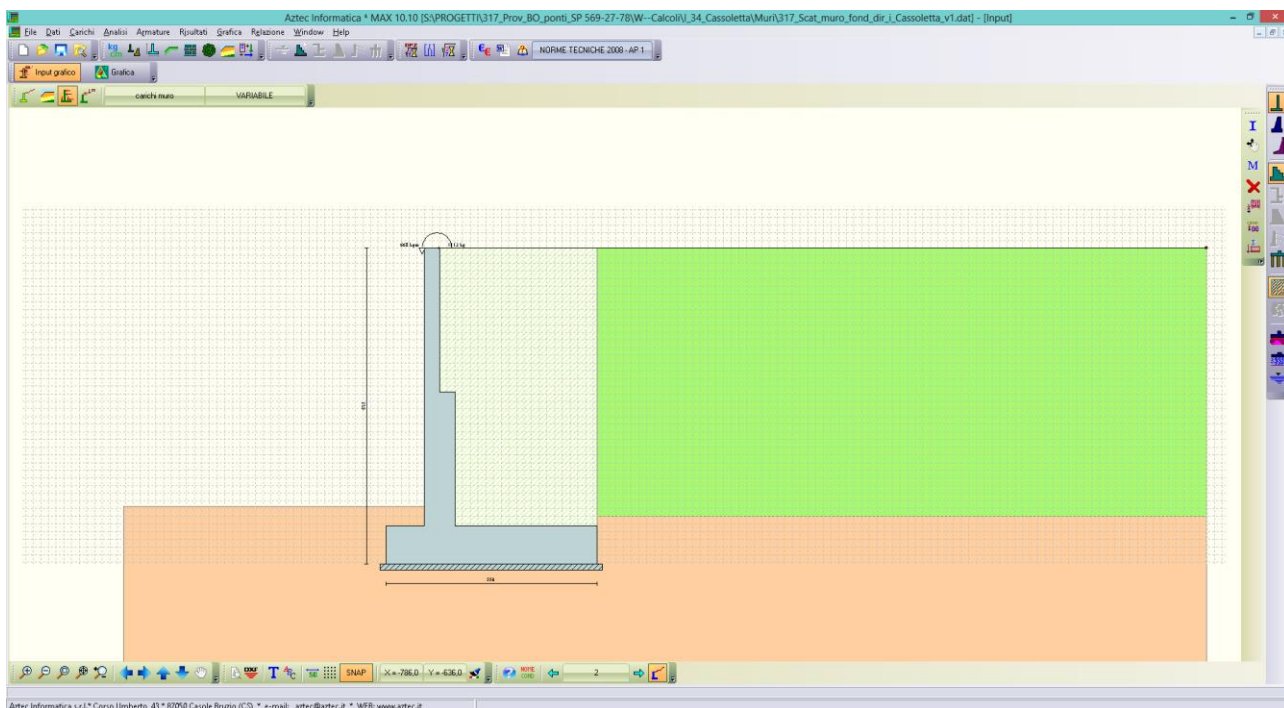 Aztec Informatica * MAX 10.10 [S:\PROGETTI\317_Prov_BO_ponti_SP 569-27-78\W--Calcoli\I_34_Cassoletta\Muri\317_Scat_muro_fond_dir_i_Cassoletta_v1.dat] - [Input]
File Dati Carichi Analisi Armature Risultati Grafica Relazione Window Help
NORME TECNICHE 2008 - AP 1
Input grafico Grafica
carichi muro VARIABILE
I
M
DXF T SNAP X = -786,0 Y = -636,0 2
Aztec Informatica s.r.l.* Corso Umberto, 43 * 87050 Casole Bruzio (CS) * e-mail: aztec@aztec.it * WEB: www.aztec.it